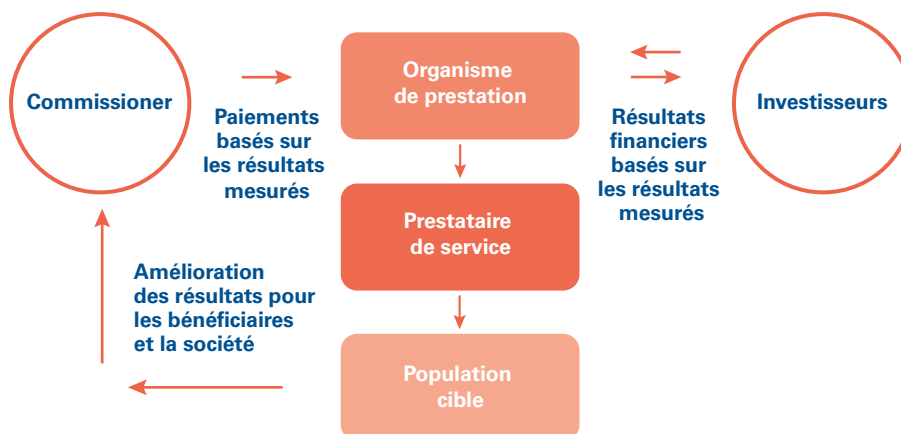 Commissioner
Paiements
basés sur
les résultats
mesurés
Organisme
de prestation
Résultats
financiers
basés sur
les résultats
mesurés
Investisseurs
Prestataire
de service
Amélioration
des résultats pour
les bénéficiaires
et la société
Population
cible